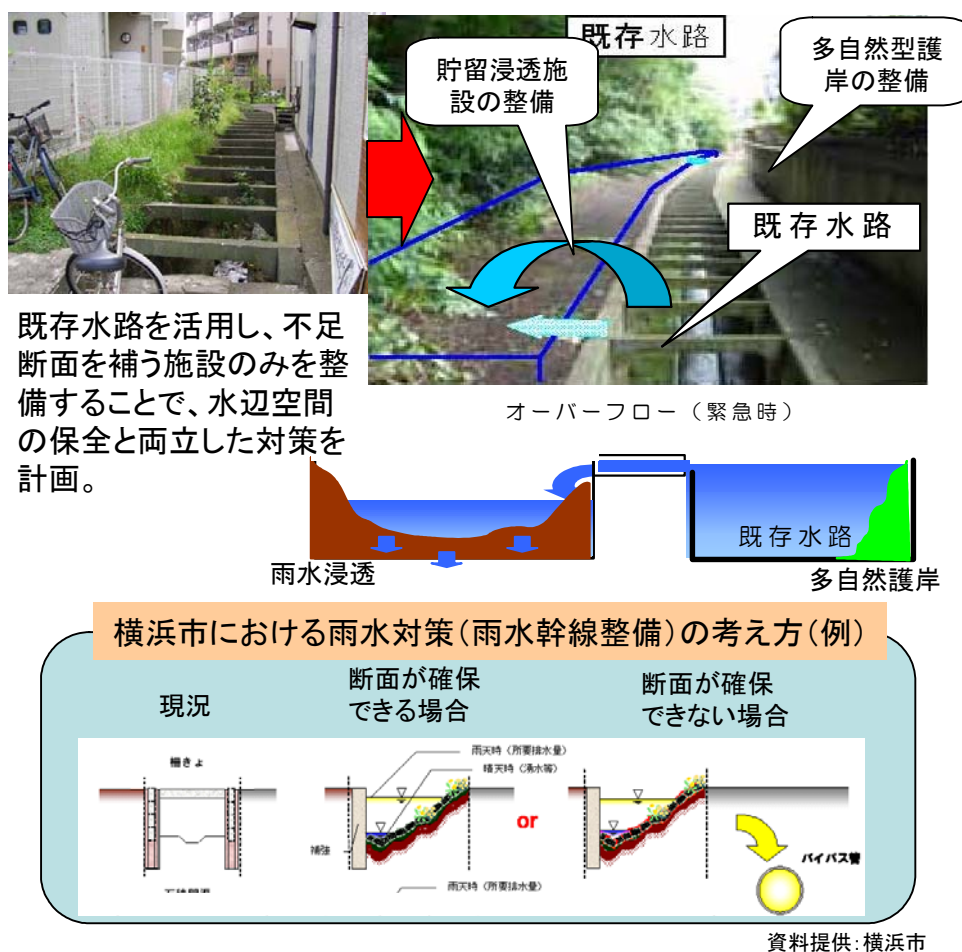 既存水路
貯留浸透施
設の整備
多自然型護
岸の整備
既存水路
既存水路を活用し、不足
断面を補う施設のみを整
備することで、水辺空間
の保全と両立した対策を
計画。
オーバーフロー（緊急時）
既存水路
雨水浸透
多自然護岸
横浜市における雨水対策（雨水幹線整備）の考え方（例）
現況
断面が確保
できる場合
断面が確保
できない場合
柵きょ
雨天時（所要排水量）
晴天時（湧水等）
補強
or
バイパス管
雨天時（所要排水量）
資料提供：横浜市